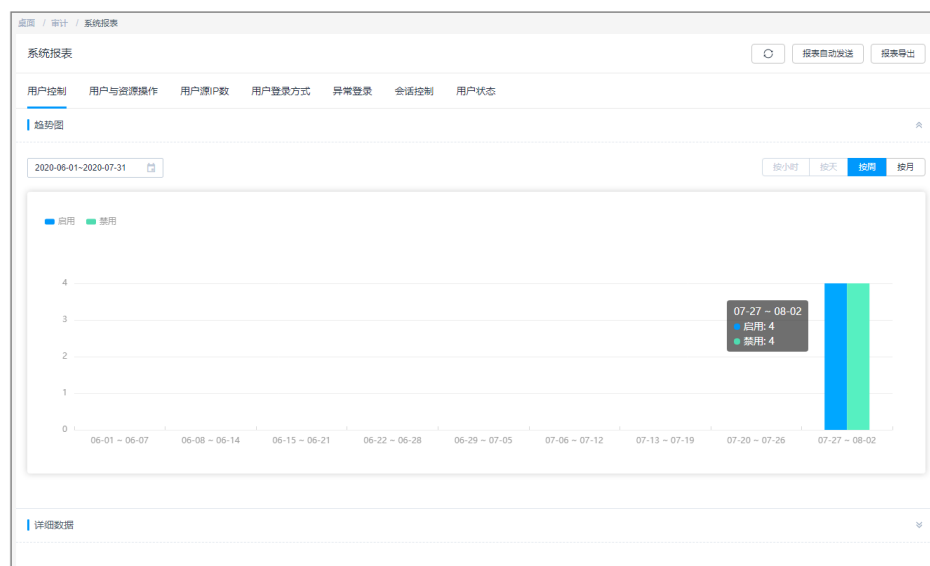 桌面 / 审计 / 系统报表
系统报表
报表自动发送 报表导出
用户控制 用户与资源操作 用户源IP数 用户登录方式 异常登录 会话控制 用户状态
趋势图
2020-06-01~2020-07-31
按小时 按天 按周 按月
启用 禁用
4
3
2
1
0
07-27 ~ 08-02
启用: 4
禁用: 4
06-01 ~ 06-07 06-08 ~ 06-14 06-15 ~ 06-21 06-22 ~ 06-28 06-29 ~ 07-05 07-06 ~ 07-12 07-13 ~ 07-19 07-20 ~ 07-26 07-27 ~ 08-02
详细数据